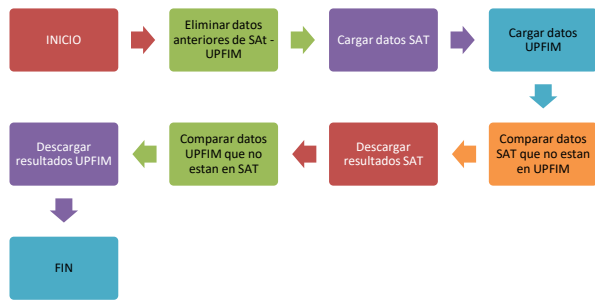 INICIO
Eliminar datos
anteriores de SAt -
UPFIM
Cargar datos SAT
Cargar datos
UPFIM
Comparar datos
SAT que no estan
en UPFIM
Descargar
resultados SAT
Comparar datos
UPFIM que no
estan en SAT
Descargar
resultados UPFIM
FIN